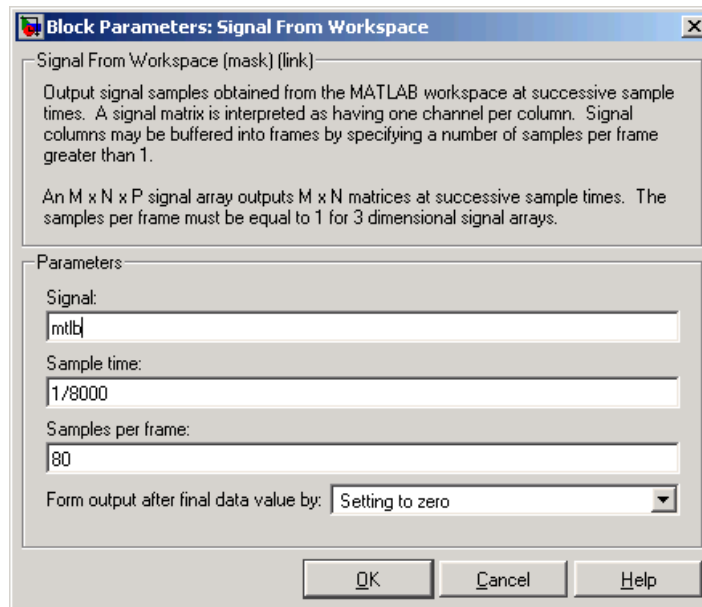 Block Parameters: Signal From Workspace
Signal From Workspace (mask) (link)
Output signal samples obtained from the MATLAB workspace at successive sample
times. A signal matrix is interpreted as having one channel per column. Signal
columns may be buffered into frames by specifying a number of samples per frame
greater than 1.
An M x N x P signal array outputs M x N matrices at successive sample times. The
samples per frame must be equal to 1 for 3 dimensional signal arrays.
Parameters
Signal:
mtlb
Sample time:
1/8000
Samples per frame:
80
Form output after final data value by: Setting to zero
OK Cancel Help